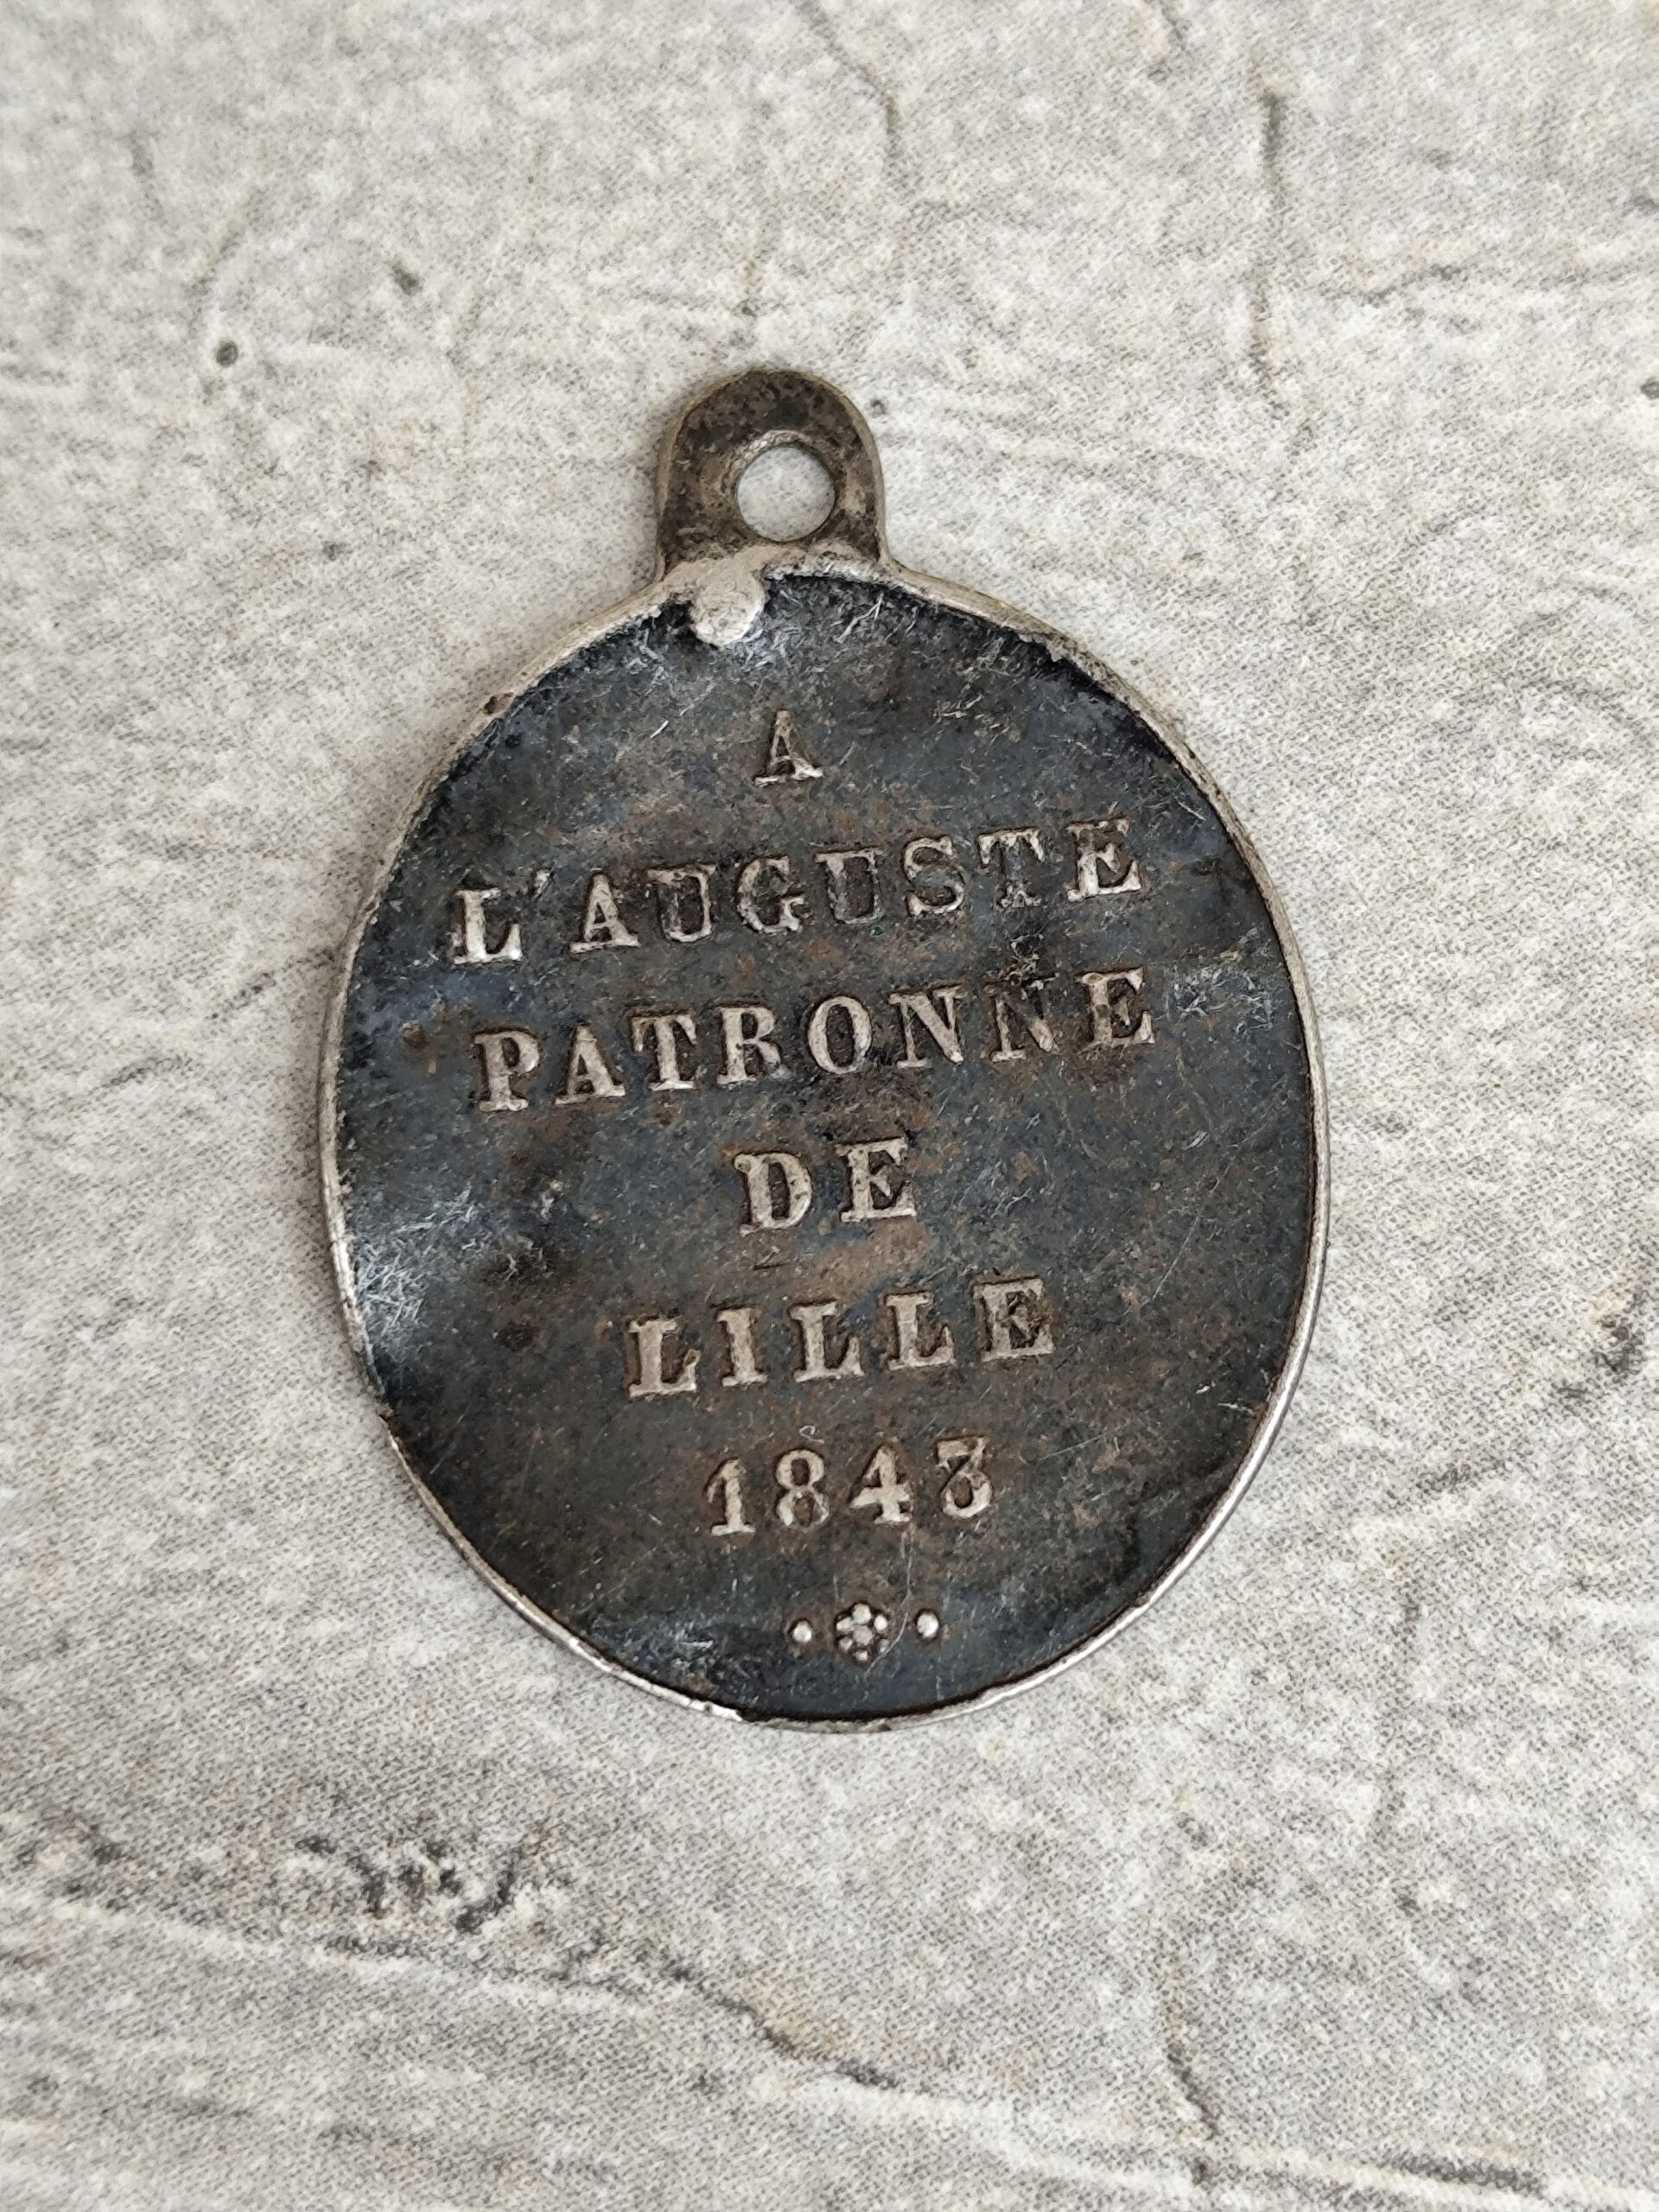 A
L'AUGUSTE
PATRONNE
DE
LILLE
1843